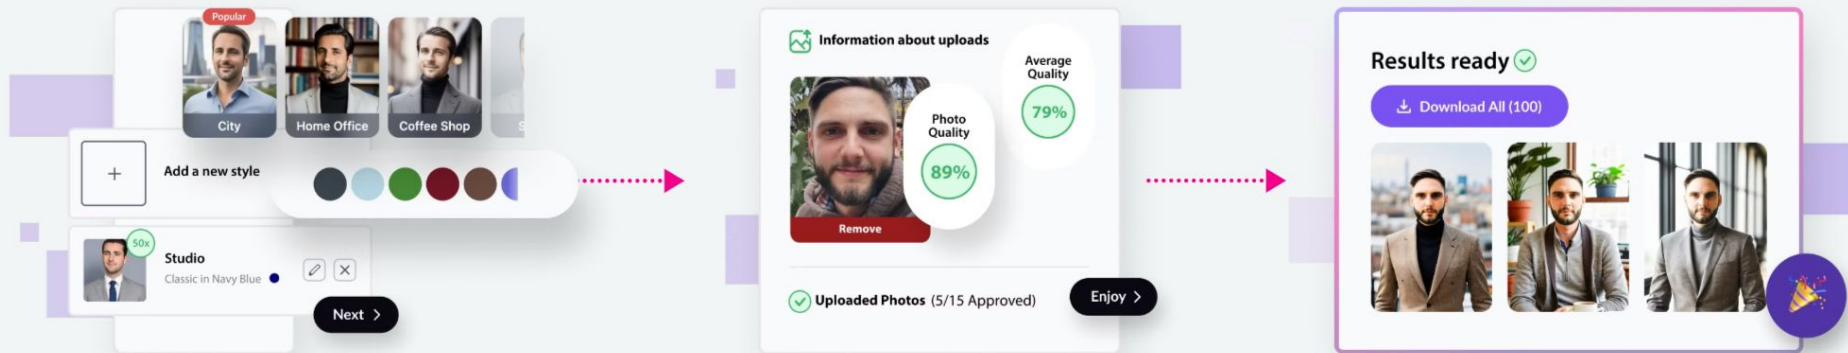 Popular
City
Home Office
Coffee Shop
S
+
Add a new style
50x
Studio
Classic in Navy Blue
Next >
Information about uploads
Average
Quality
79%
Photo
Quality
89%
Remove
Uploaded Photos (5/15 Approved)
Enjoy >
Results ready
Download All (100)